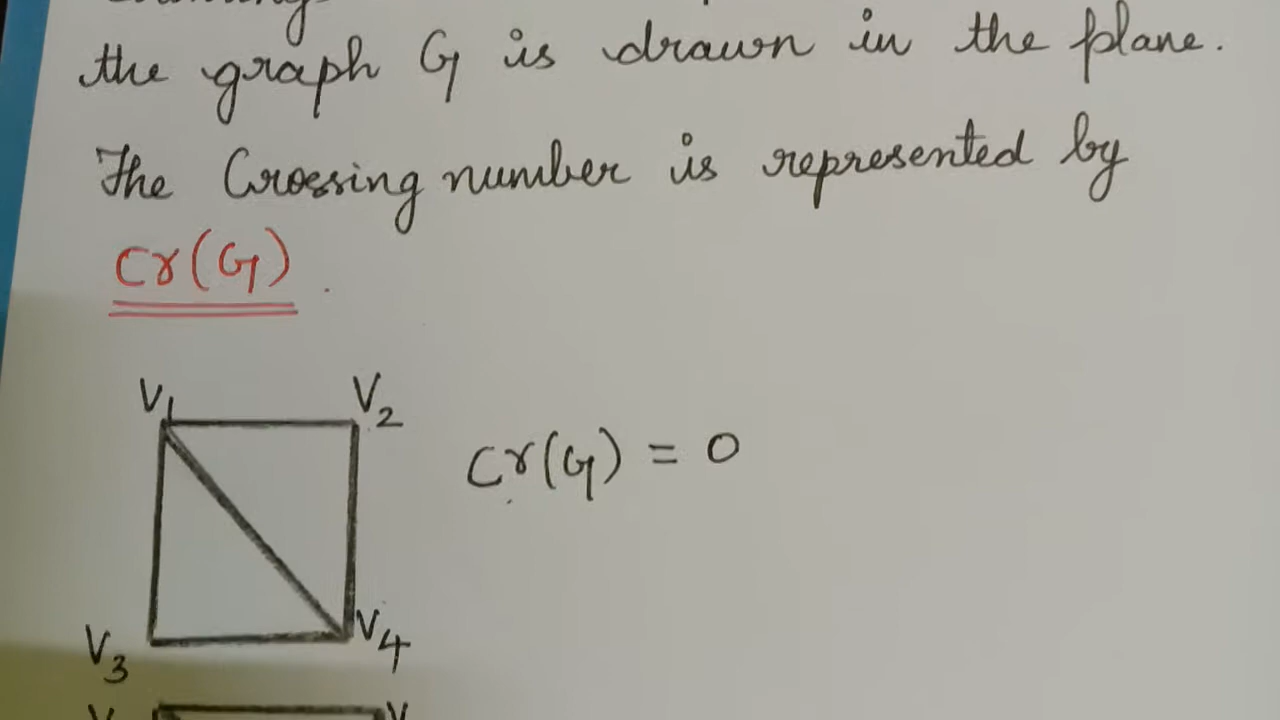 the graph G is drawn in the plane.
The Crossing number is represented by
Cr(G).
V1 V2
Cr(G) = 0
V3 V4
V V